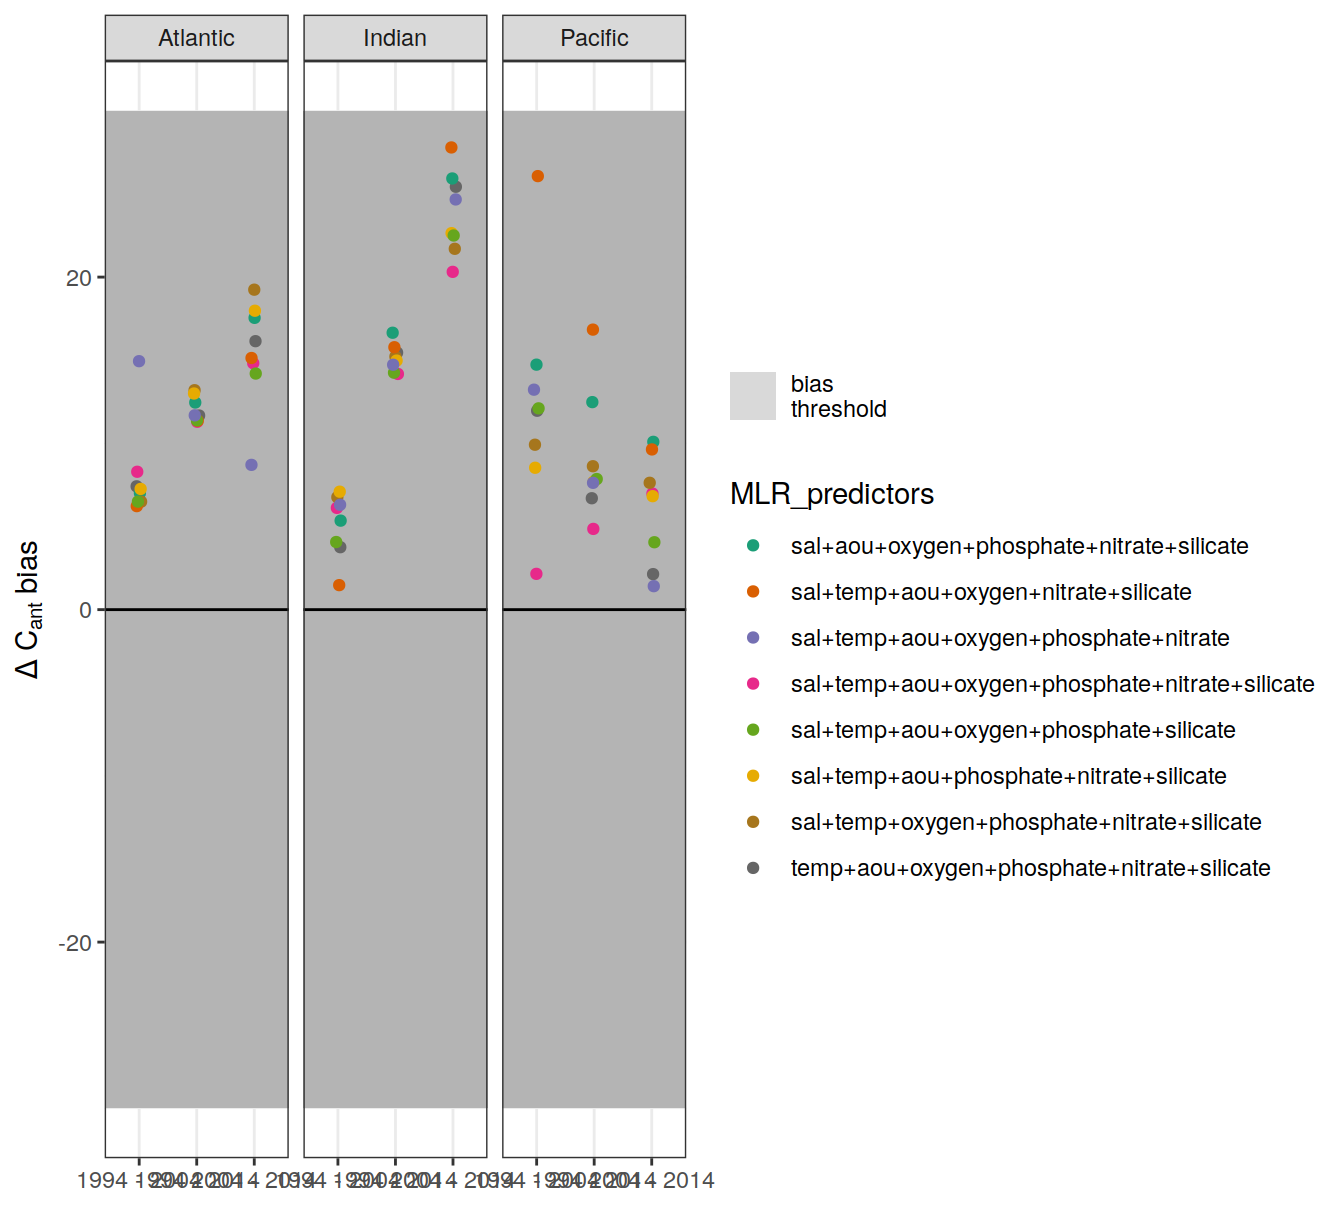 Atlantic
Indian
Pacific
20
0
-20
Δ C_ant bias
bias
threshold
MLR_predictors
sal+aou+oxygen+phosphate+nitrate+silicate
sal+temp+aou+oxygen+nitrate+silicate
sal+temp+aou+oxygen+phosphate+nitrate
sal+temp+aou+oxygen+phosphate+nitrate+silicate
sal+temp+aou+oxygen+phosphate+silicate
sal+temp+aou+phosphate+nitrate+silicate
sal+temp+oxygen+phosphate+nitrate+silicate
temp+aou+oxygen+phosphate+nitrate+silicate